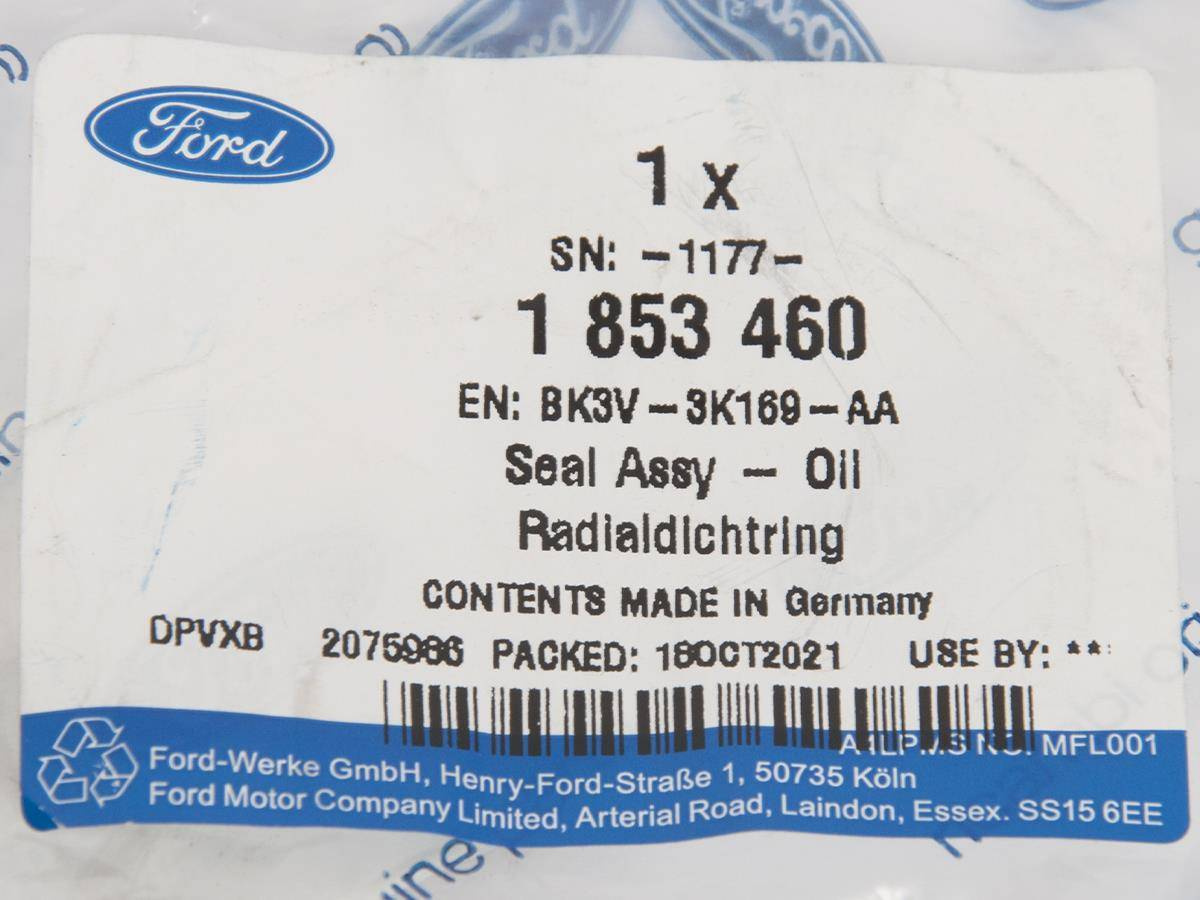 Ford
1 x
SN: -1177-
1 853 460
EN: BK3V-3K169-AA
Seal Assy - Oil
Radialdichtring
CONTENTS MADE IN Germany
DPVXB 2075986 PACKED: 18OCT2021 USE BY: **
MFL001
Ford-Werke GmbH, Henry-Ford-Straße 1, 50735 Köln
Ford Motor Company Limited, Arterial Road, Laindon, Essex. SS15 6EE